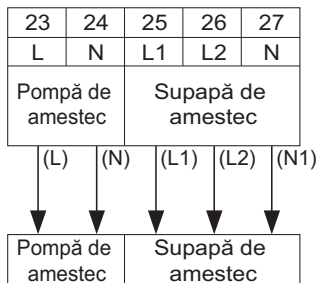 23 24 25 26 27
L N L1 L2 N
Pompă de Supapă de
amestec amestec
(L) (N) (L1) (L2) (N1)
Pompă de Supapă de
amestec amestec